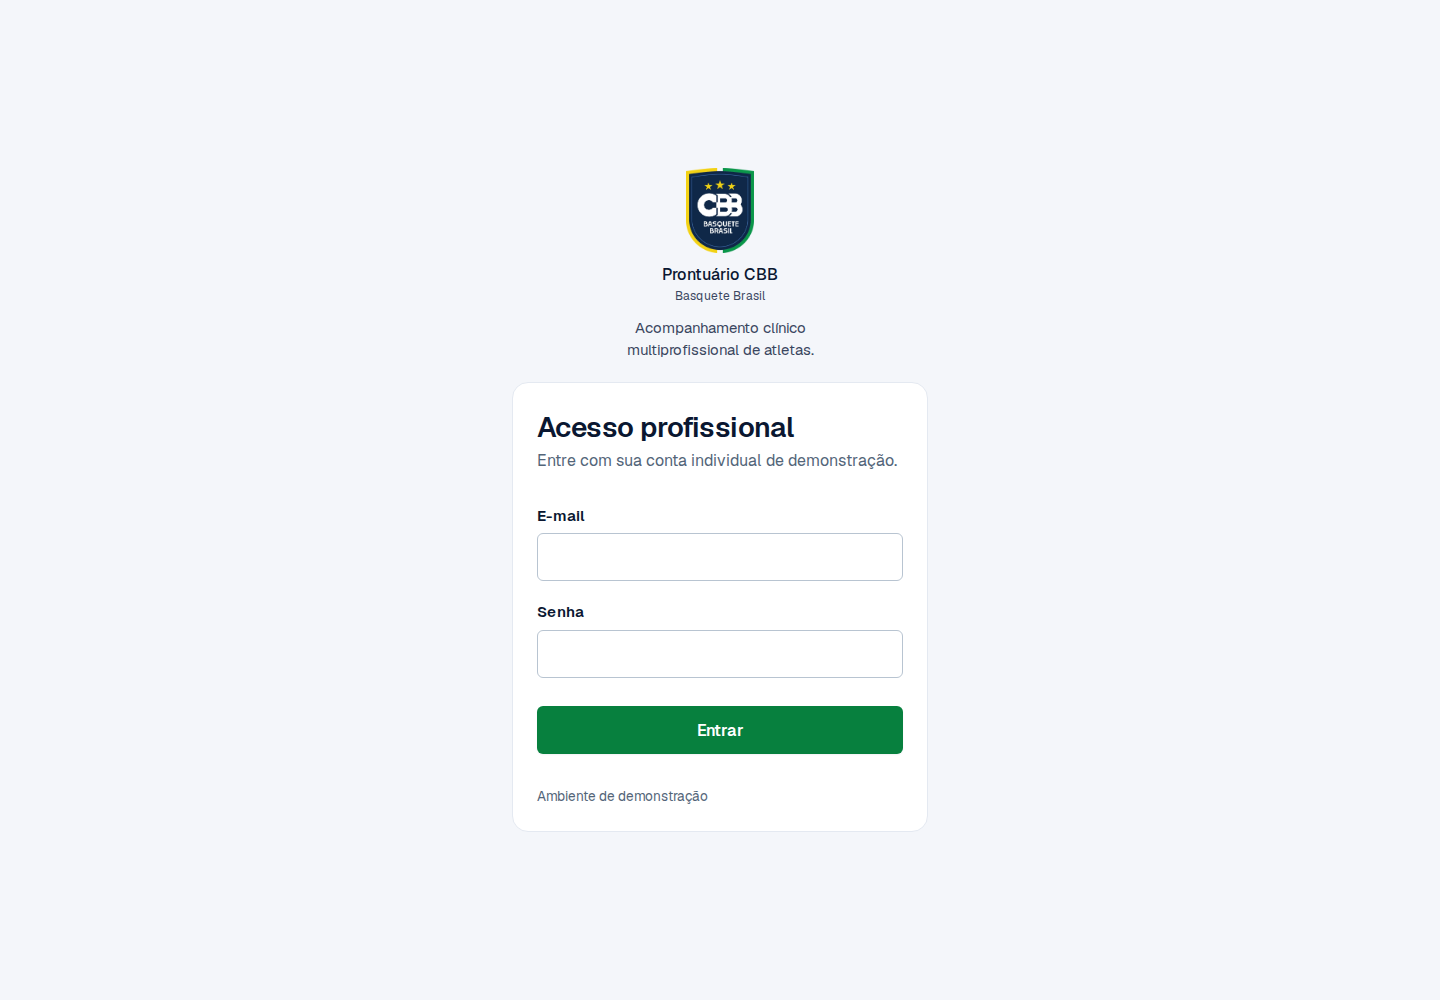 CBB
BASQUETE
BRASIL
Prontuário CBB
Basquete Brasil
Acompanhamento clínico
multiprofissional de atletas.
Acesso profissional
Entre com sua conta individual de demonstração.
E-mail
Senha
Entrar
Ambiente de demonstração